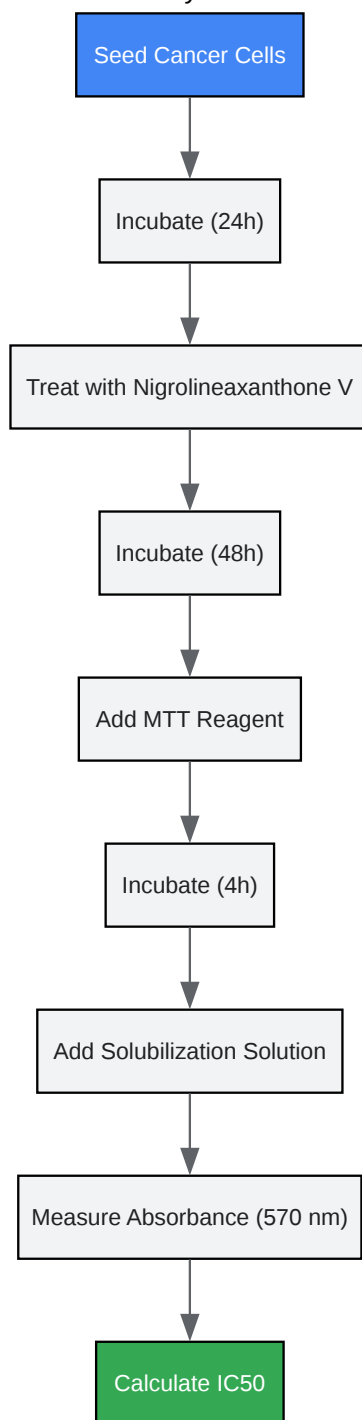 Seed Cancer Cells
Incubate (24h)
Treat with Nigrolineaxanthone V
Incubate (48h)
Add MTT Reagent
Incubate (4h)
Add Solubilization Solution
Measure Absorbance (570 nm)
Calculate IC50